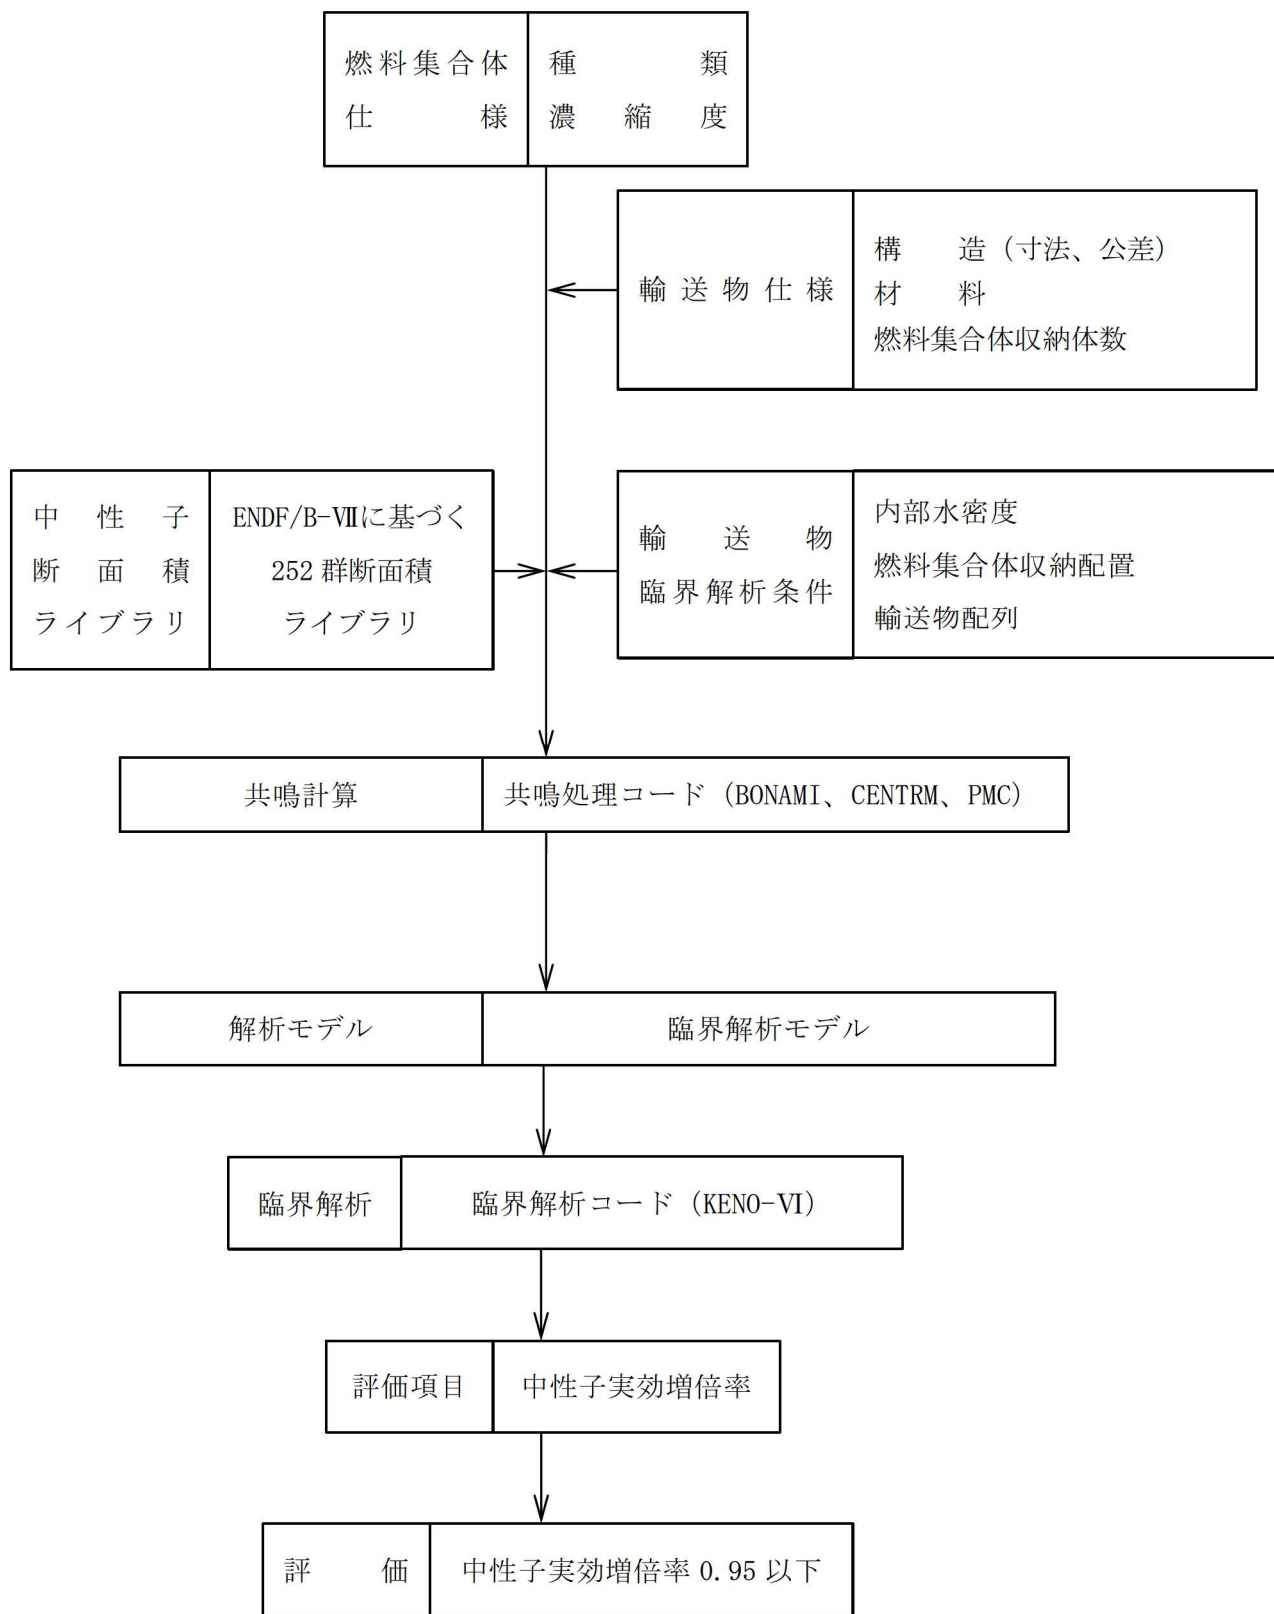 燃料集合体
仕様
種類
濃縮度
輸送物仕様
構造（寸法、公差）
材料
燃料集合体収納体数
中性子
断面積
ライブラリ
ENDF/B-Ⅶに基づく
252群断面積
ライブラリ
輸送物
臨界解析条件
内部水密度
燃料集合体収納配置
輸送物配列
共鳴計算
共鳴処理コード（BONAMI、CENTRM、PMC）
解析モデル
臨界解析モデル
臨界解析
臨界解析コード（KENO-Ⅵ）
評価項目
中性子実効増倍率
評価
中性子実効増倍率 0.95 以下